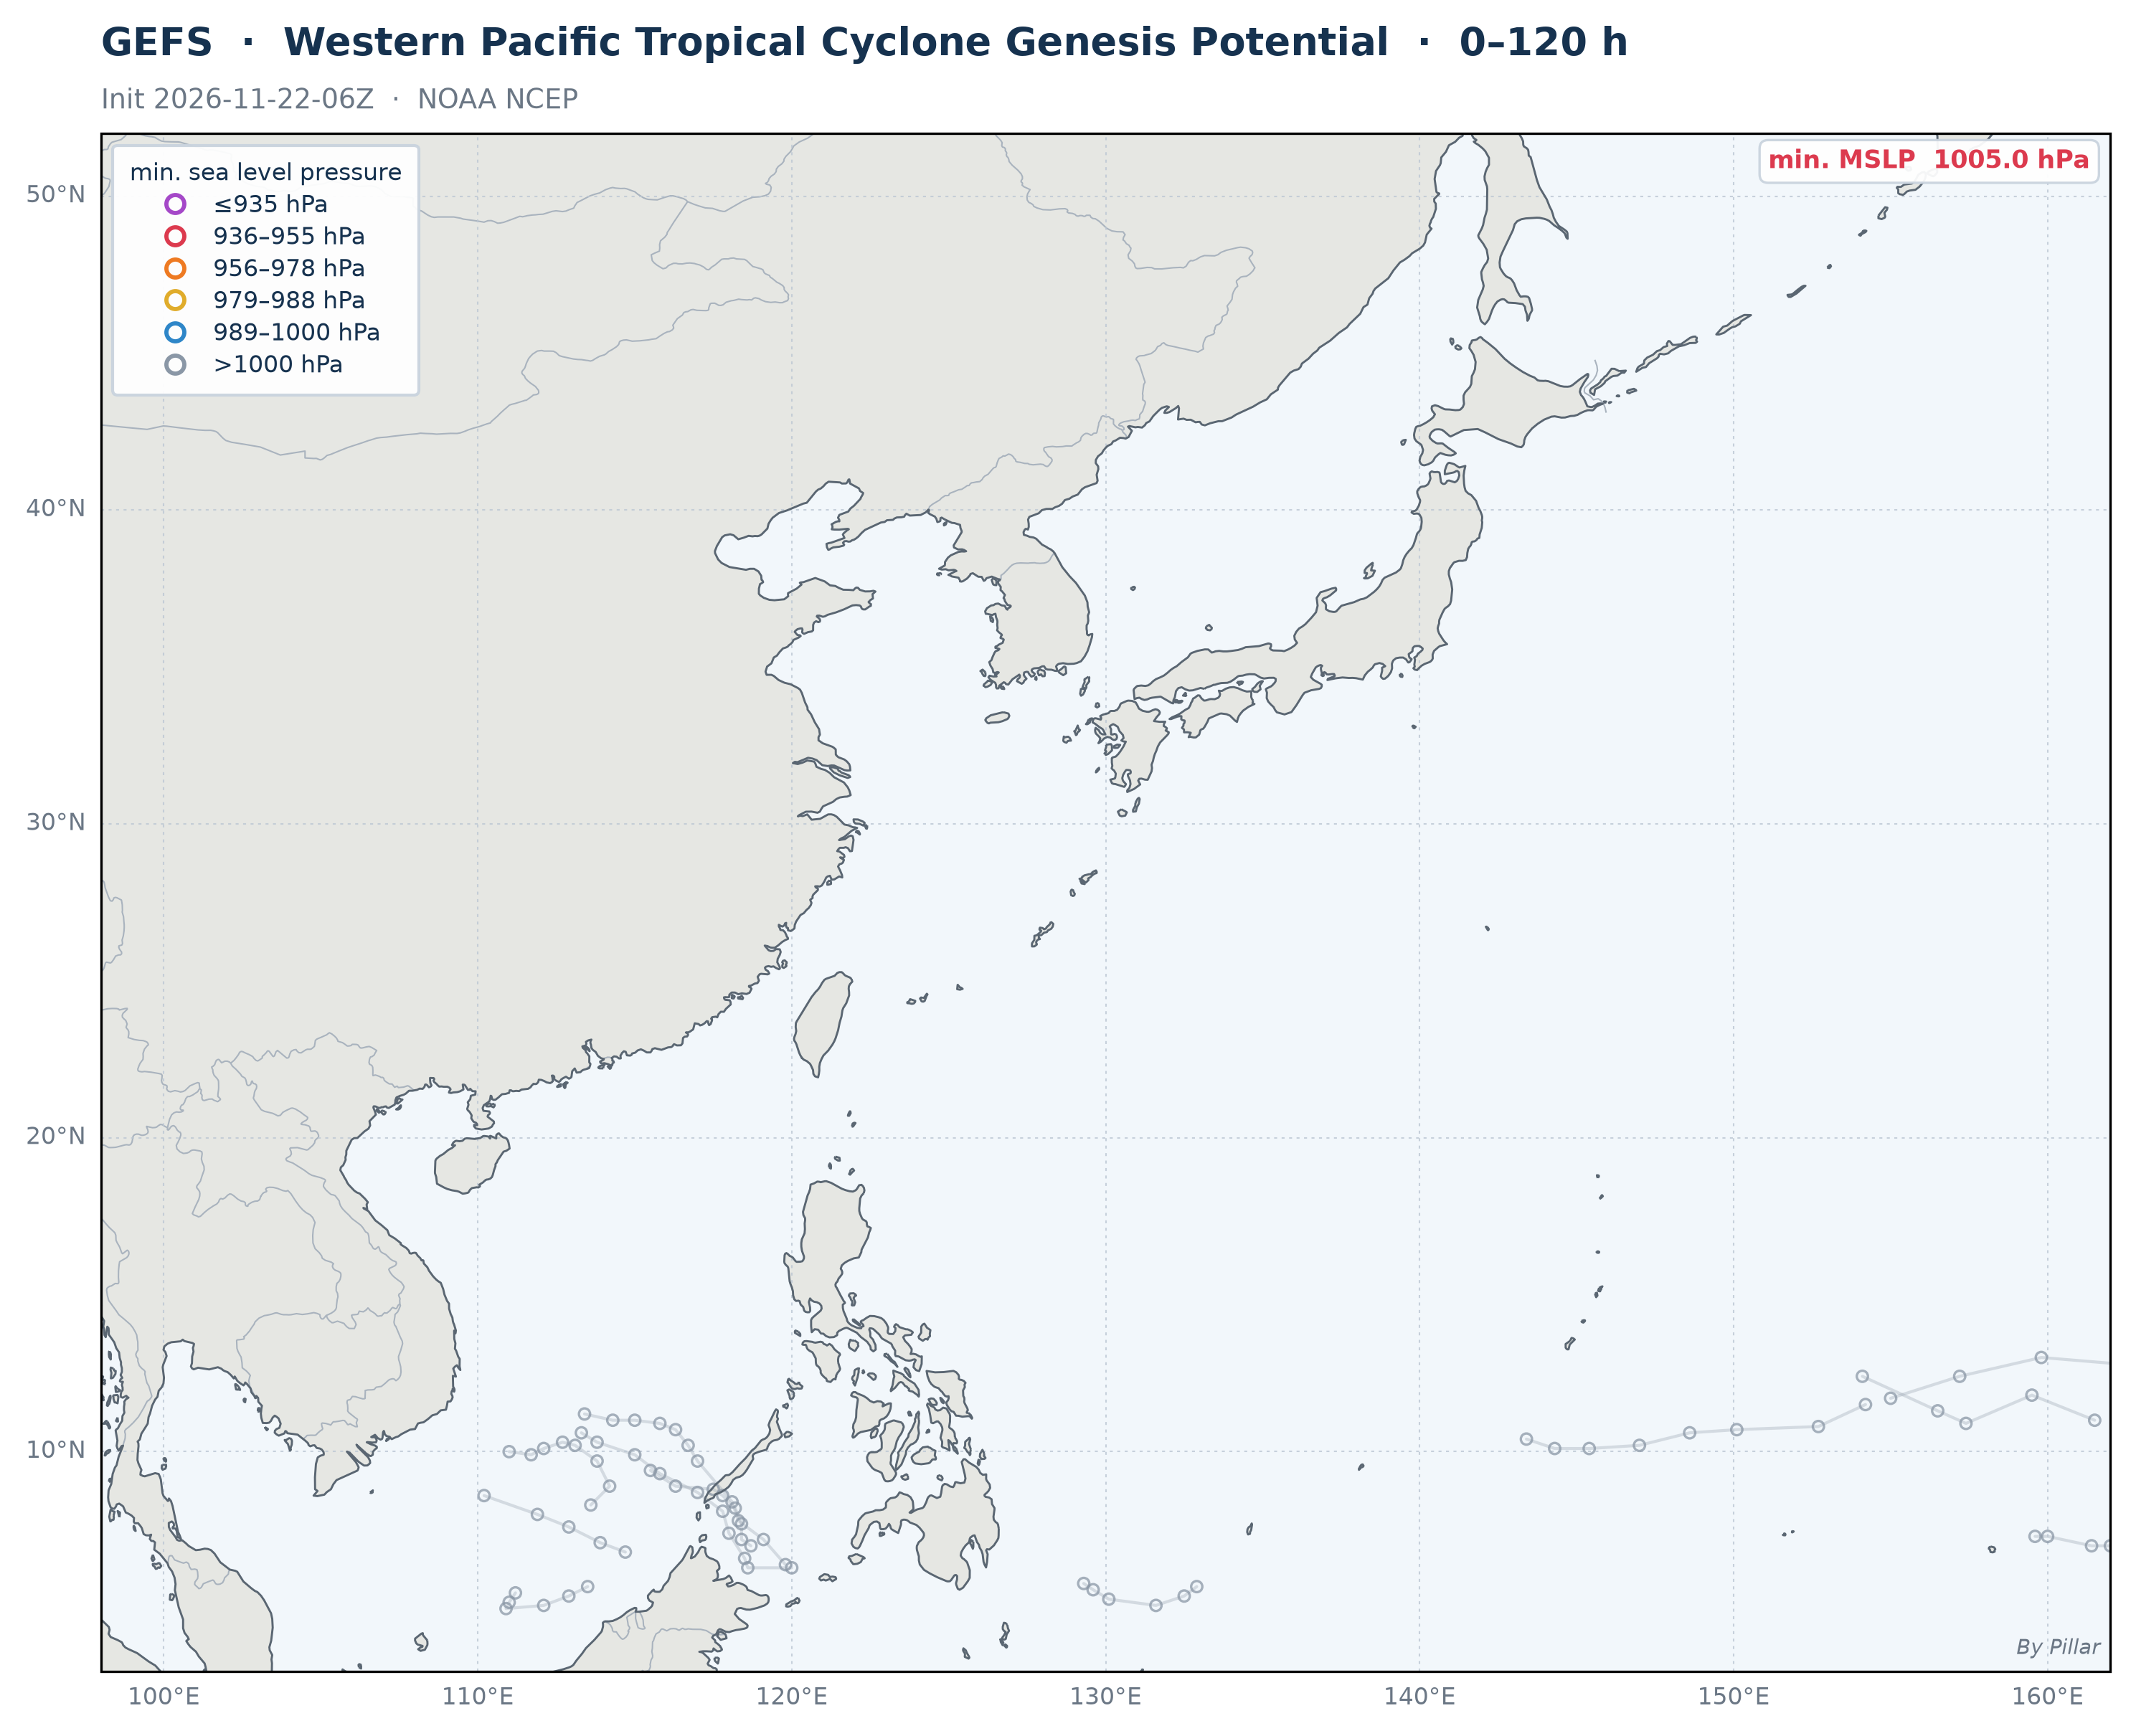 GEFS · Western Pacific Tropical Cyclone Genesis Potential · 0–120 h
Init 2026-11-22-06Z · NOAA NCEP
min. sea level pressure
≤935 hPa
936–955 hPa
956–978 hPa
979–988 hPa
989–1000 hPa
>1000 hPa
min. MSLP 1005.0 hPa
50°N
40°N
30°N
20°N
10°N
By Pillar
100°E 110°E 120°E 130°E 140°E 150°E 160°E